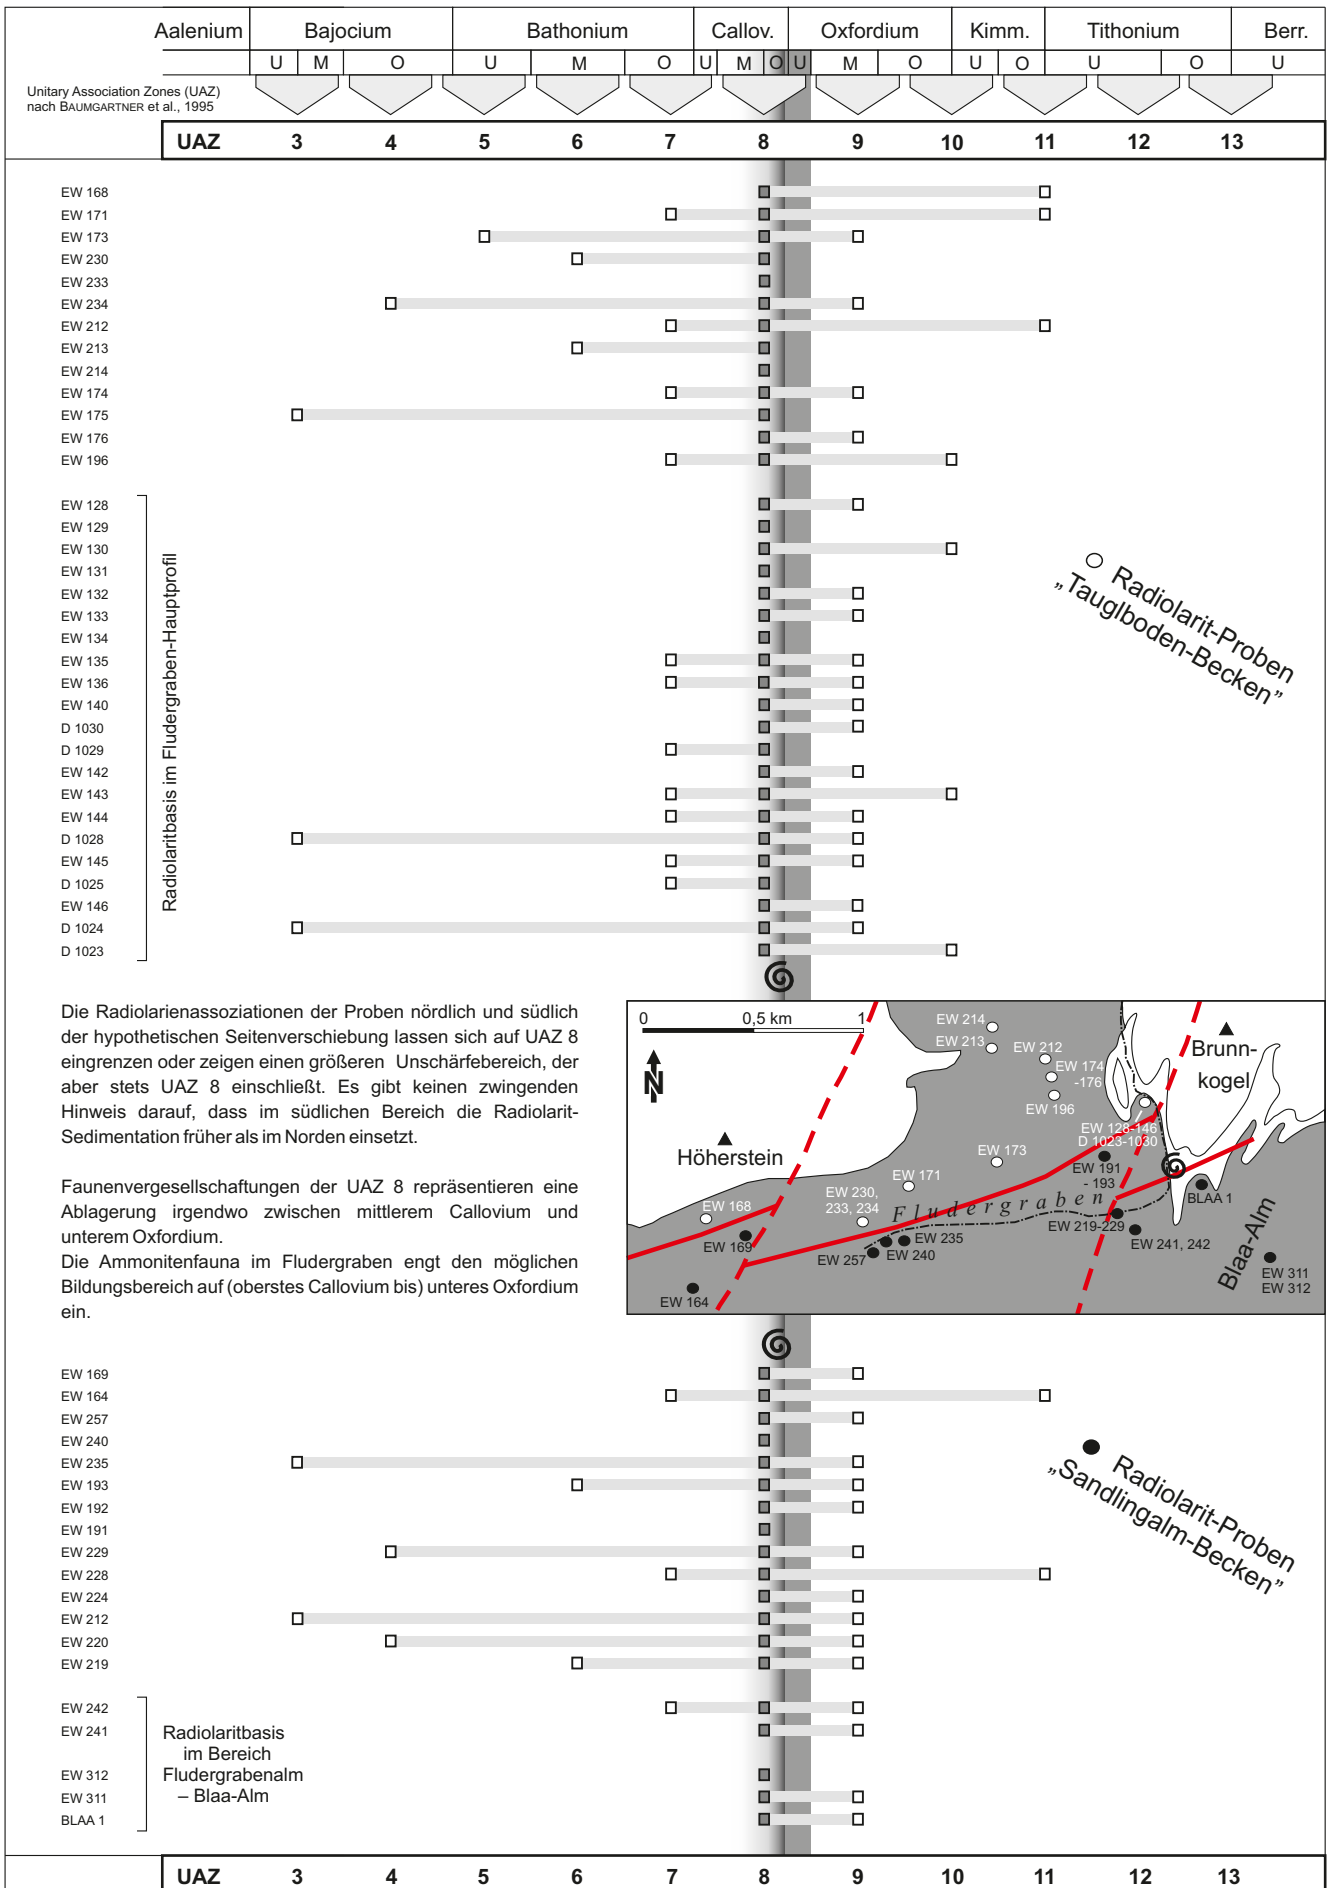 Aalenium Bajocium Bathonium Callov. Oxfordium Kimm. Tithonium Berr.
U M O U M O U M O U M O U O U O U
Unitary Association Zones (UAZ)
nach BAUMGARTNER et al., 1995
UAZ 3 4 5 6 7 8 9 10 11 12 13
EW 168
EW 171
EW 173
EW 230
EW 233
EW 234
EW 212
EW 213
EW 214
EW 174
EW 175
EW 176
EW 196
EW 128
EW 129
EW 130
EW 131
EW 132
EW 133
EW 134
EW 135
EW 136
EW 140
D 1030
D 1029
EW 142
EW 143
EW 144
D 1028
EW 145
D 1025
EW 146
D 1024
D 1023
Radiolaritbasis im Fludergraben-Hauptprofil
Radiolarit-Proben
„Tauglboden-Becken”
Die Radiolarienassoziationen der Proben nördlich und südlich
der hypothetischen Seitenverschiebung lassen sich auf UAZ 8
eingrenzen oder zeigen einen größeren Unschärfebereich, der
aber stets UAZ 8 einschließt. Es gibt keinen zwingenden
Hinweis darauf, dass im südlichen Bereich die Radiolarit-
Sedimentation früher als im Norden einsetzt.
Faunenvergesellschaftungen der UAZ 8 repräsentieren eine
Ablagerung irgendwo zwischen mittlerem Callovium und
unterem Oxfordium.
Die Ammonitenfauna im Fludergraben engt den möglichen
Bildungsbereich auf (oberstes Callovium bis) unteres Oxfordium
ein.
0 0,5 km 1
N
EW 214
EW 213
EW 212
EW 174
-176
EW 196
Brunn-
kogel
EW 128-146
D 1023-1030
Höherstein
EW 173
EW 191
- 193
EW 171
BLAA 1
EW 168
EW 230,
233, 234
Fludergraben
EW 219-229
EW 169
EW 235
EW 257
EW 240
EW 241, 242
Blaa-Alm
EW 311
EW 312
EW 164
EW 169
EW 164
EW 257
EW 240
EW 235
EW 193
EW 192
EW 191
EW 229
EW 228
EW 224
EW 212
EW 220
EW 219
Radiolarit-Proben
„Sandlingalm-Becken”
EW 242
EW 241
EW 312
EW 311
BLAA 1
Radiolaritbasis
im Bereich
Fludergrabenalm
– Blaa-Alm
UAZ 3 4 5 6 7 8 9 10 11 12 13